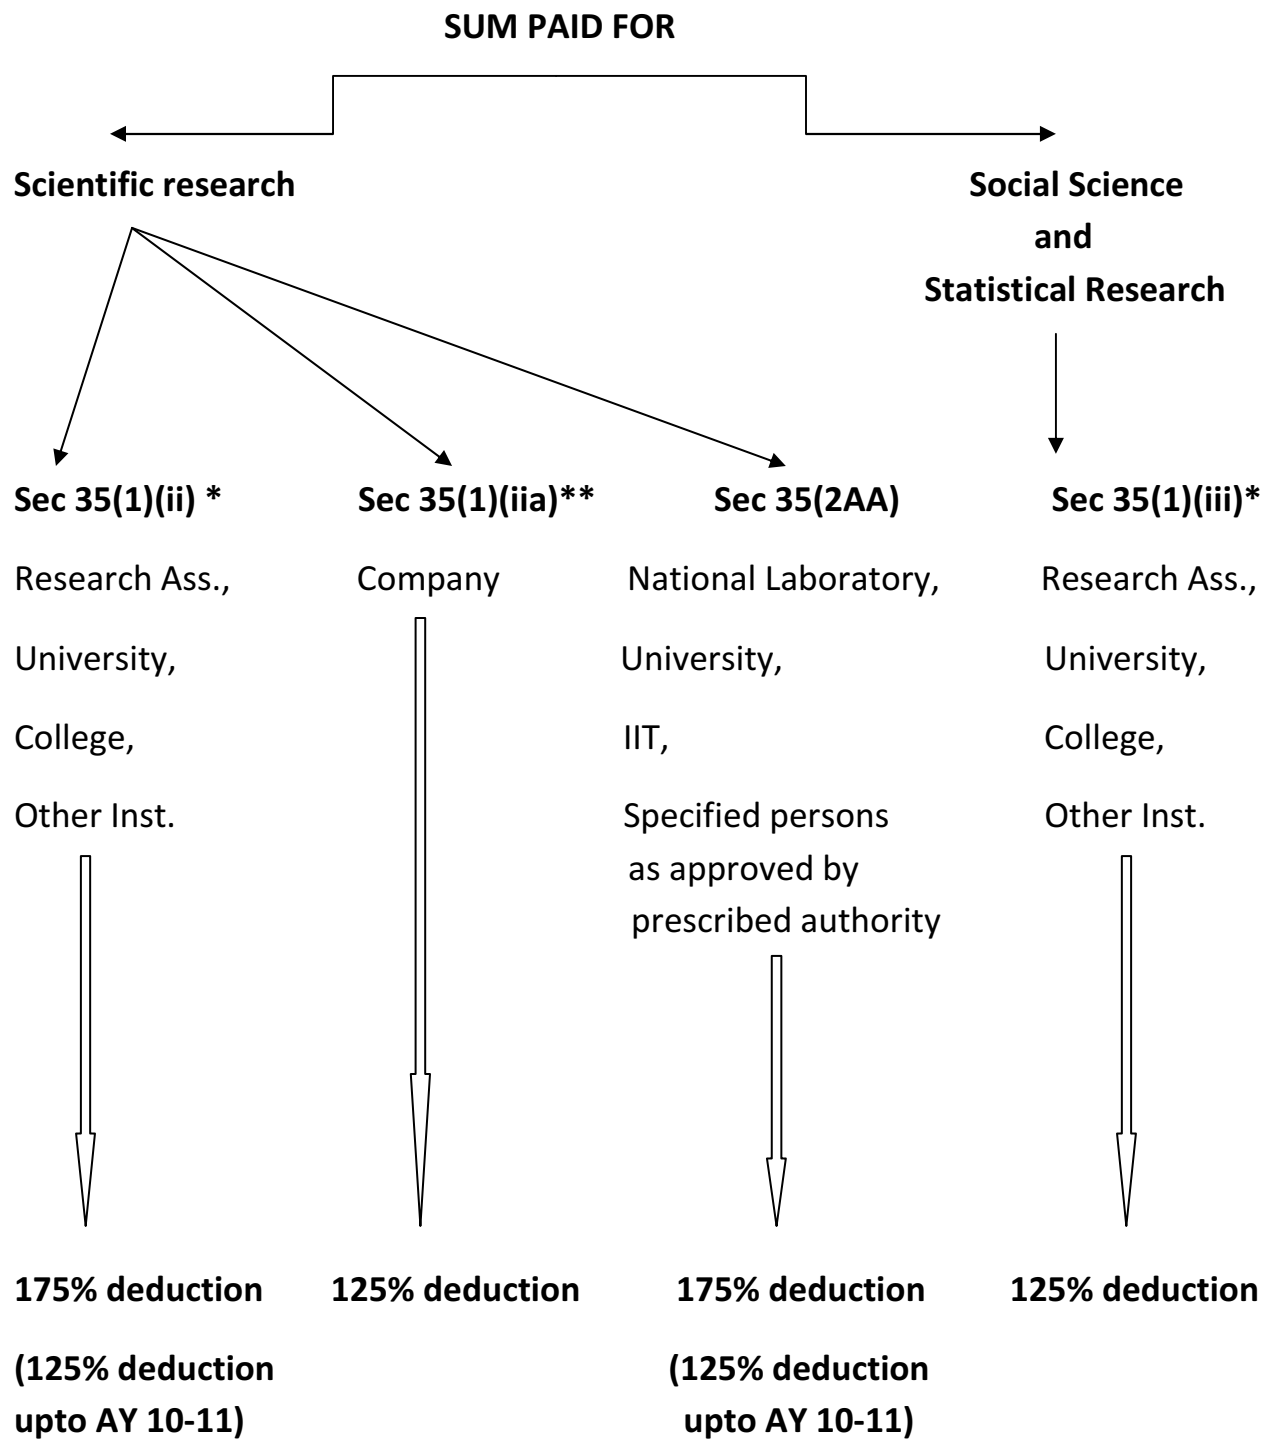 SUM PAID FOR
Scientific research
Social Science
and
Statistical Research
Sec 35(1)(ii) *
Research Ass.,
University,
College,
Other Inst.
175% deduction
(125% deduction
upto AY 10-11)
Sec 35(1)(iia)**
Company
125% deduction
Sec 35(2AA)
National Laboratory,
University,
IIT,
Specified persons
as approved by
prescribed authority
175% deduction
(125% deduction
upto AY 10-11)
Sec 35(1)(iii)*
Research Ass.,
University,
College,
Other Inst.
125% deduction